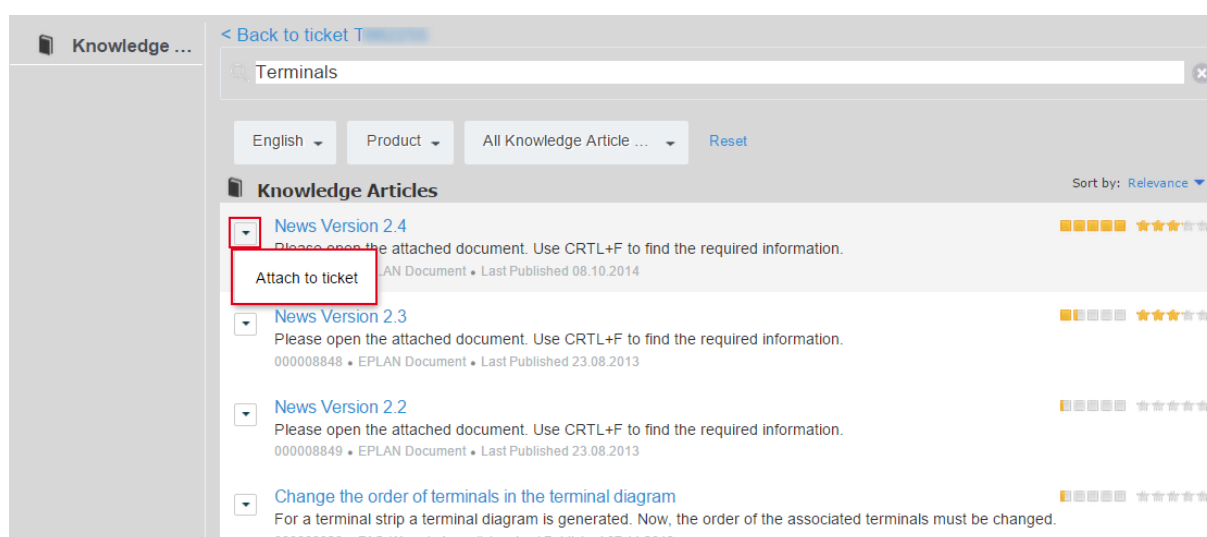 Knowledge ...
< Back to ticket T
Terminals
English
Product
All Knowledge Article ...
Reset
Knowledge Articles
Sort by: Relevance
News Version 2.4
Please open the attached document. Use CRTL+F to find the required information.
Attach to ticket
LAN Document • Last Published 08.10.2014
News Version 2.3
Please open the attached document. Use CRTL+F to find the required information.
000008848 • EPLAN Document • Last Published 23.08.2013
News Version 2.2
Please open the attached document. Use CRTL+F to find the required information.
000008849 • EPLAN Document • Last Published 23.08.2013
Change the order of terminals in the terminal diagram
For a terminal strip a terminal diagram is generated. Now, the order of the associated terminals must be changed.